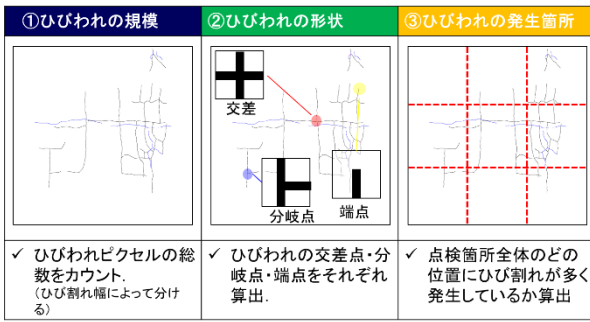 ①ひびわれの規模
②ひびわれの形状
③ひびわれの発生箇所
交差
分岐点
端点
✓ ひびわれピクセルの総
数をカウント.
（ひび割れ幅によって分け
る）
✓ ひびわれの交差点・分
岐点・端点をそれぞれ
算出.
✓ 点検箇所全体のどの
位置にひび割れが多く
発生しているか算出